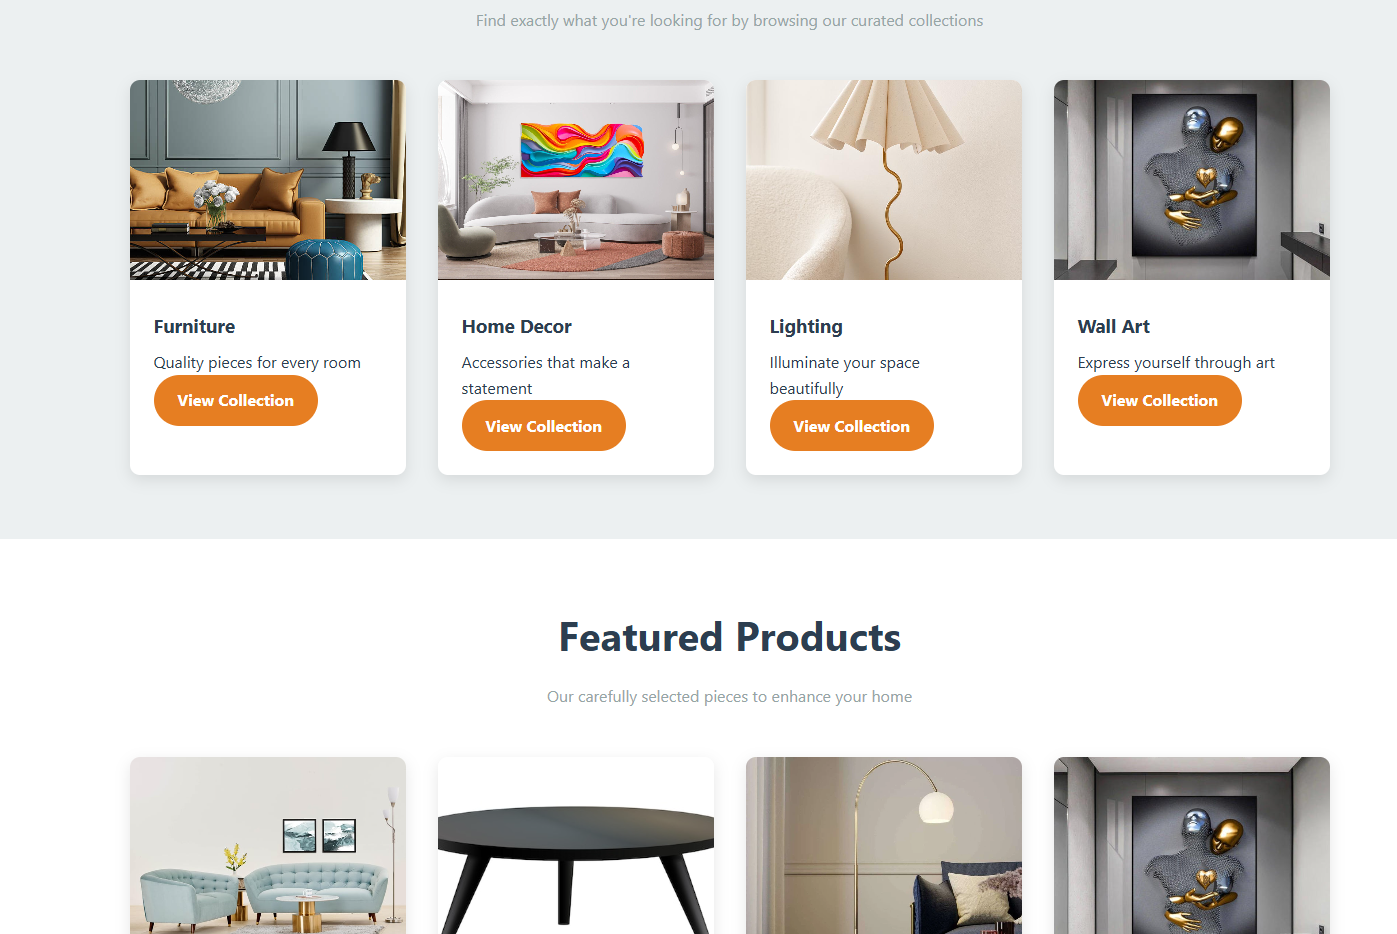 Find exactly what you're looking for by browsing our curated collections
Furniture
Quality pieces for every room
View Collection
Home Decor
Accessories that make a
statement
View Collection
Lighting
Illuminate your space
beautifully
View Collection
Wall Art
Express yourself through art
View Collection
Featured Products
Our carefully selected pieces to enhance your home